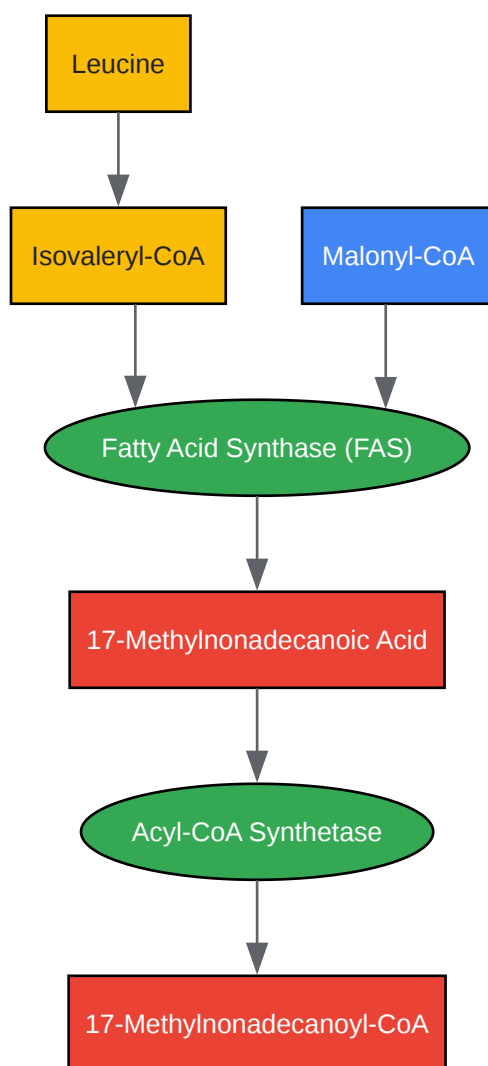 Leucine
Isovaleryl-CoA
Malonyl-CoA
Fatty Acid Synthase (FAS)
17-Methylnonadecanoic Acid
Acyl-CoA Synthetase
17-Methylnonadecanoyl-CoA